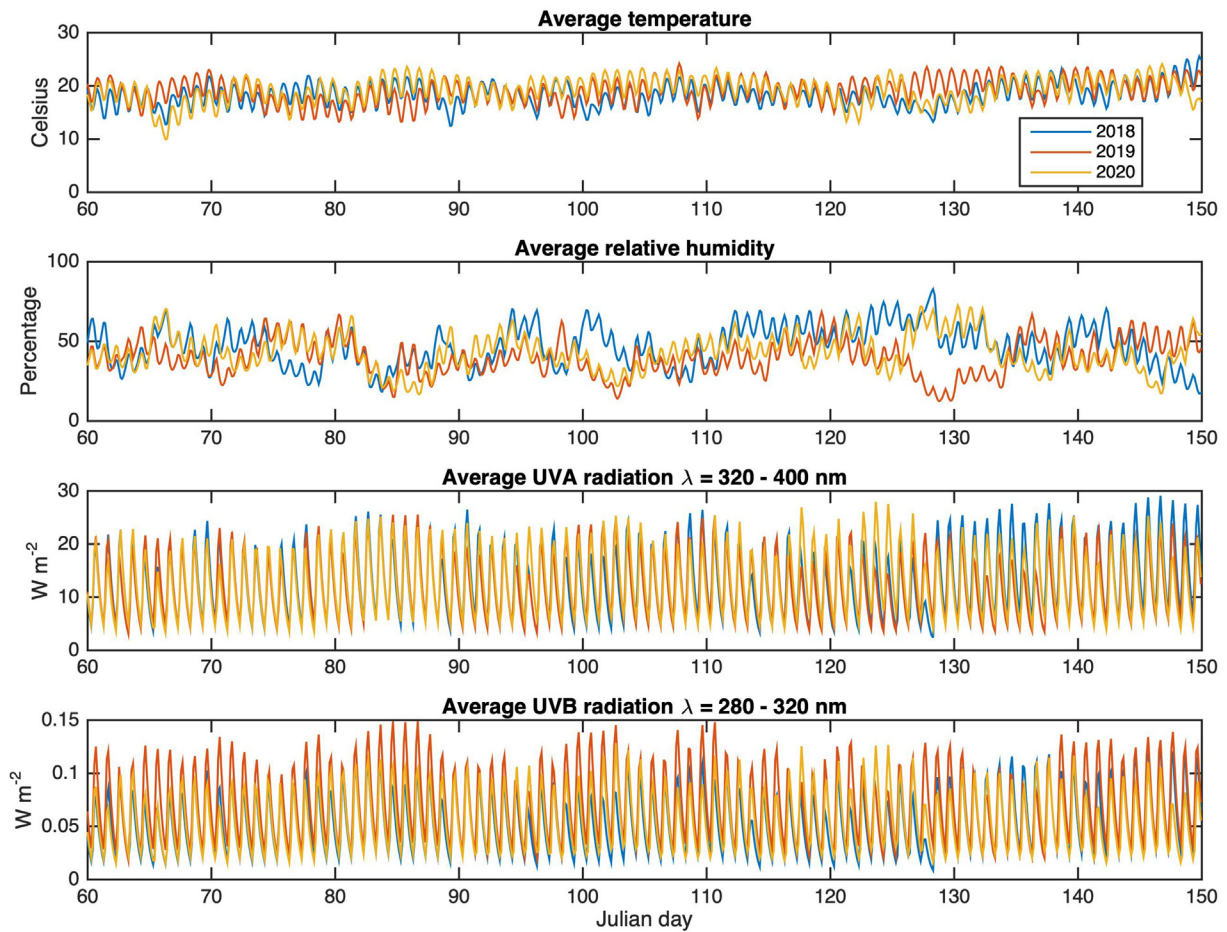 Average temperature
30
20
10
0
Celsius
60 70 80 90 100 110 120 130 140 150
2018
2019
2020
Average relative humidity
100
50
0
Percentage
60 70 80 90 100 110 120 130 140 150
Average UVA radiation λ = 320 - 400 nm
30
20
10
0
W m⁻²
60 70 80 90 100 110 120 130 140 150
Average UVB radiation λ = 280 - 320 nm
0.15
0.1
0.05
0
W m⁻²
60 70 80 90 100 110 120 130 140 150
Julian day